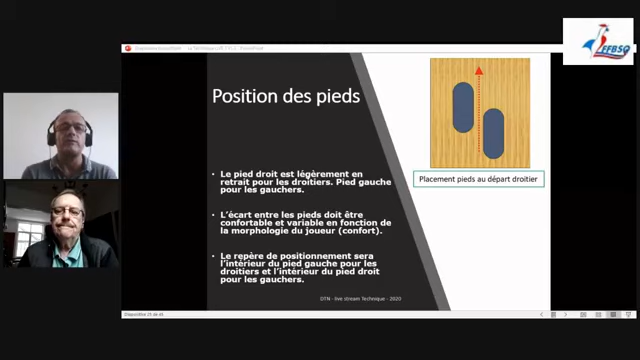 FFBSQ
Position des pieds
• Le pied droit est légèrement en
retrait pour les droitiers. Pied gauche
pour les gauchers.
• L'écart entre les pieds doit être
confortable et variable en fonction de
la morphologie du joueur (confort).
• Le repère de positionnement sera
l'intérieur du pied gauche pour les
droitiers et l'intérieur du pied droit
pour les gauchers.
Placement pieds au départ droitier
DTN - live stream Technique - 2020